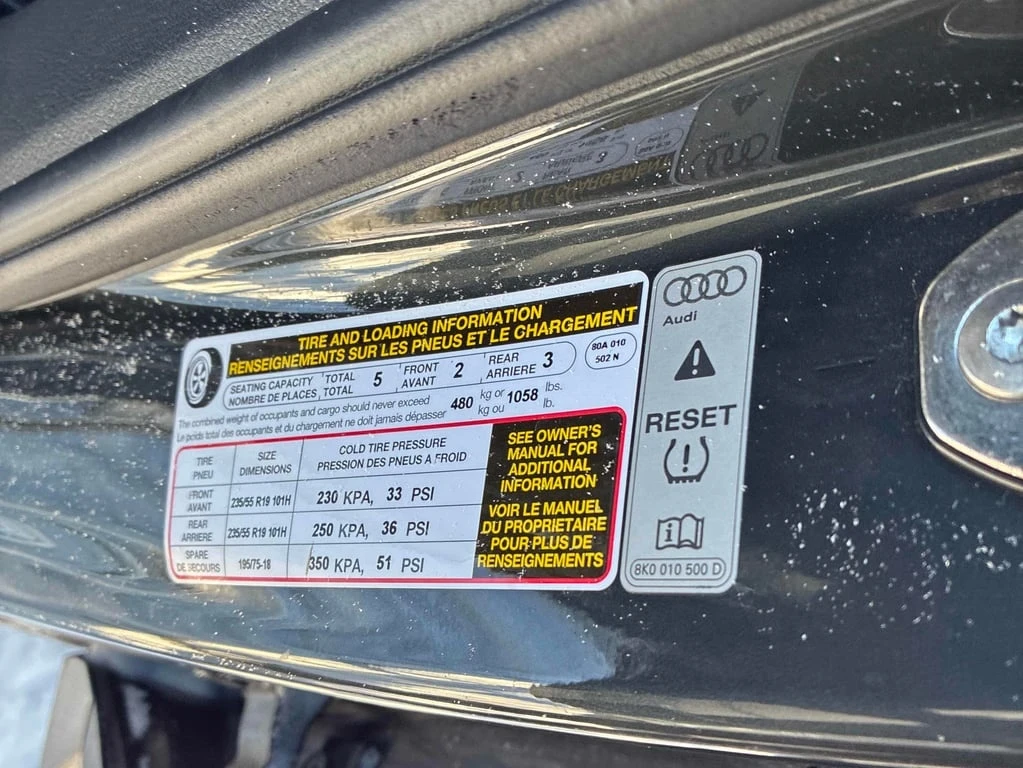 TIRE AND LOADING INFORMATION
RENSEIGNEMENTS SUR LES PNEUS ET LE CHARGEMENT
SEATING CAPACITY TOTAL 5 FRONT 2 REAR 3
NOMBRE DE PLACES TOTAL AVANT ARRIERE
80A 010
502 N
The combined weight of occupants and cargo should never exceed 480 kg or 1058 lbs.
Le poids total des occupants et du chargement ne doit jamais dépasser kg ou lb.
TIRE SIZE COLD TIRE PRESSURE
PNEU DIMENSIONS PRESSION DES PNEUS A FROID
FRONT
AVANT 235/55 R19 101H 230 KPA, 33 PSI
REAR
ARRIERE 235/55 R19 101H 250 KPA, 36 PSI
SPARE
DE SECOURS 195/75-18 350 KPA, 51 PSI
SEE OWNER'S
MANUAL FOR
ADDITIONAL
INFORMATION
VOIR LE MANUEL
DU PROPRIETAIRE
POUR PLUS DE
RENSEIGNEMENTS
Audi
RESET
8K0 010 500 D